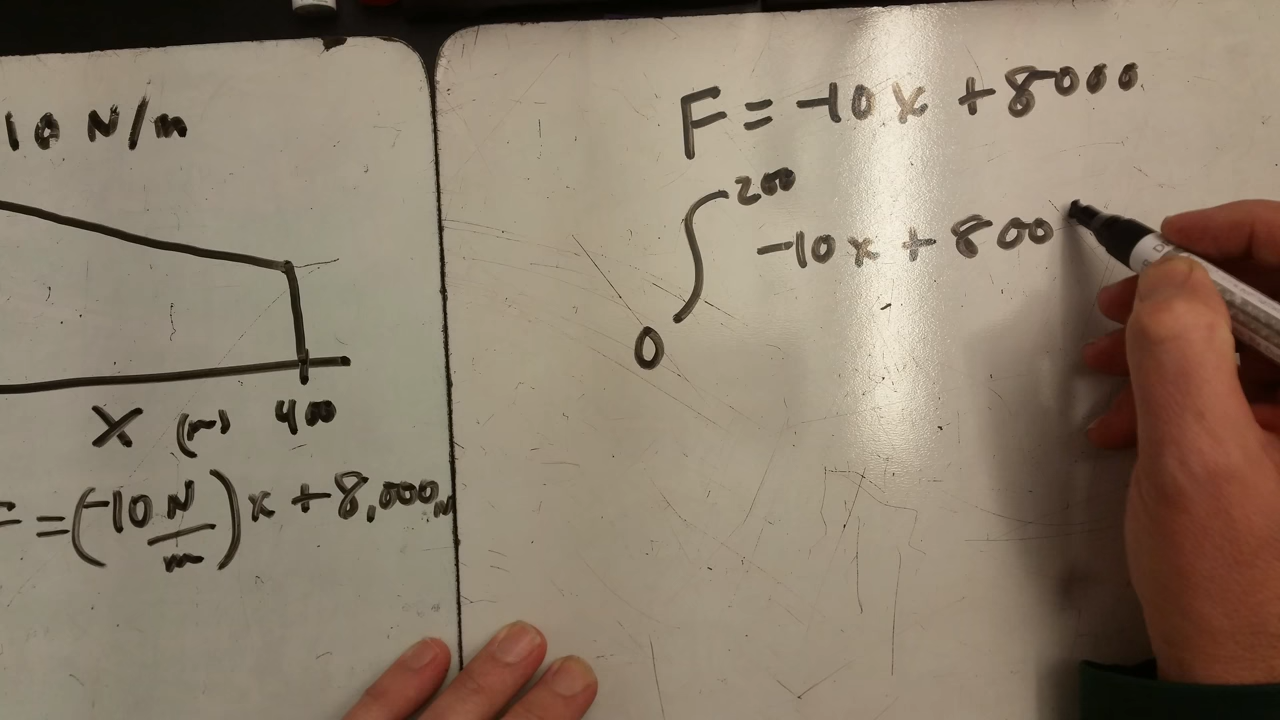 10 N/m
X (m) 400
= (-10 N/m) x + 8,000 N
F = -10x + 8000
∫ 200
-10x + 800
0